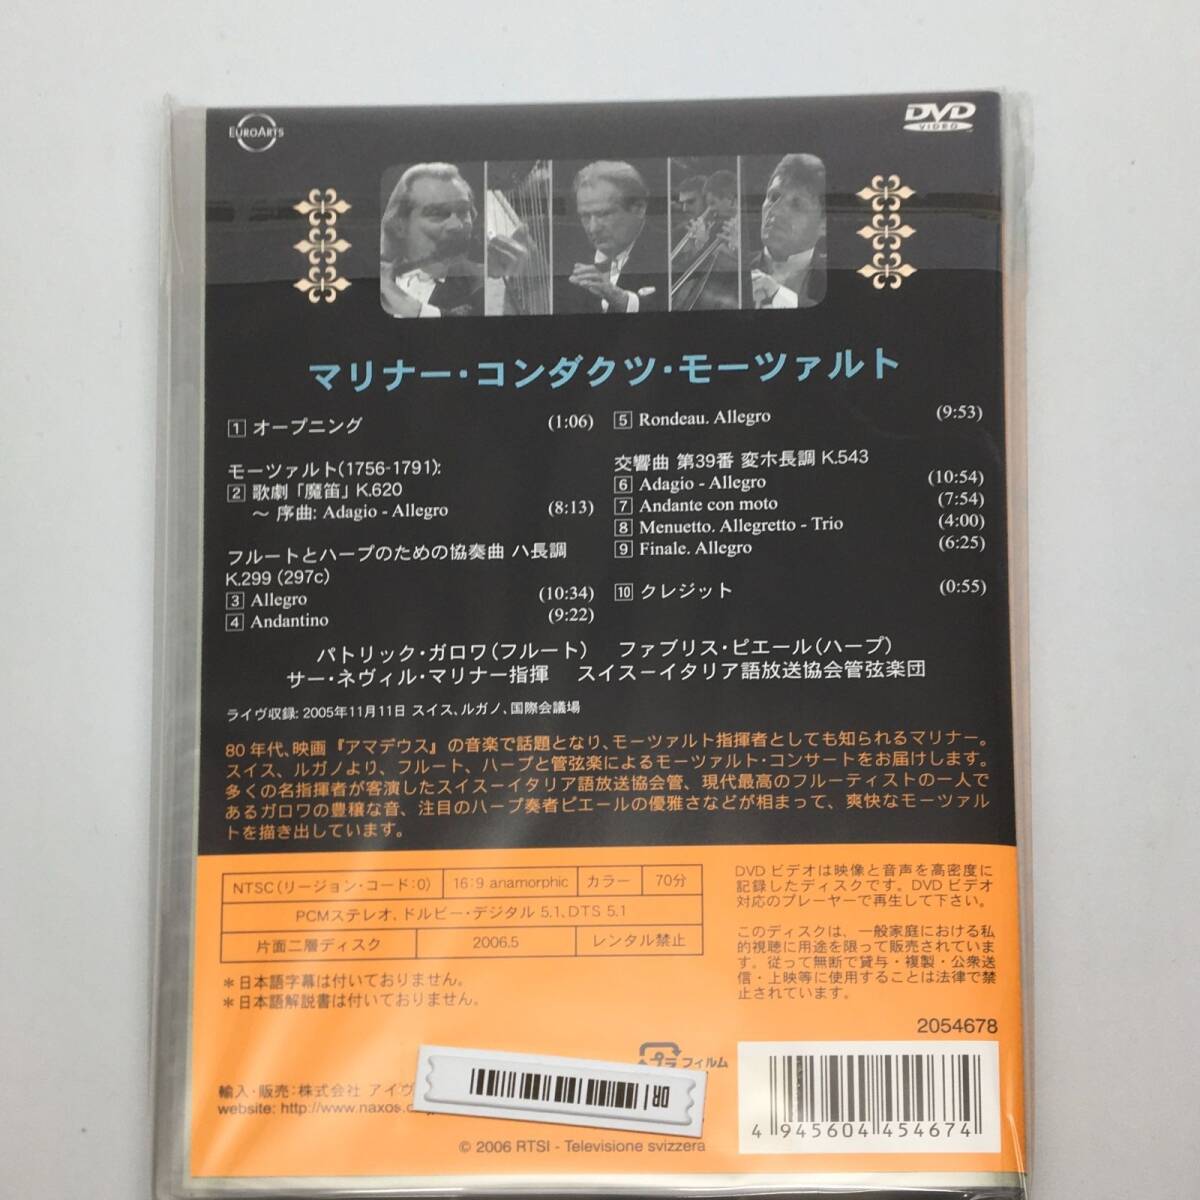 EUROARTS
DVD
VIDEO
マリナー・コンダクツ・モーツァルト
1 オープニング (1:06)
モーツァルト(1756-1791):
2 歌劇「魔笛」K.620
～ 序曲: Adagio - Allegro (8:13)
フルートとハープのための協奏曲 ハ長調
K.299 (297c)
3 Allegro (10:34)
4 Andantino (9:22)
5 Rondeau. Allegro (9:53)
交響曲 第39番 変ホ長調 K.543
6 Adagio - Allegro (10:54)
7 Andante con moto (7:54)
8 Menuetto. Allegretto - Trio (4:00)
9 Finale. Allegro (6:25)
10 クレジット (0:55)
パトリック・ガロワ(フルート) ファブリス・ピエール(ハープ)
サー・ネヴィル・マリナー指揮 スイスーイタリア語放送協会管弦楽団
ライヴ収録: 2005年11月11日 スイス、ルガノ、国際会議場
80年代、映画『アマデウス』の音楽で話題となり、モーツァルト指揮者としても知られるマリナー。
スイス、ルガノより、フルート、ハープと管弦楽によるモーツァルト・コンサートをお届けします。
多くの名指揮者が客演したスイスーイタリア語放送協会管、現代最高のフルーティストの一人で
あるガロワの豊穣な音、注目のハープ奏者ピエールの優雅さなどが相まって、爽快なモーツァル
トを描き出しています。
NTSC(リージョン・コード:0) 16:9 anamorphic カラー 70分
PCMステレオ、ドルビー・デジタル 5.1、DTS 5.1
片面二層ディスク 2006.5 レンタル禁止
＊日本語字幕は付いておりません。
＊日本語解説書は付いておりません。
DVD ビデオは映像と音声を高密度に
記録したディスクです。DVD ビデオ
対応のプレーヤーで再生して下さい。
このディスクは、一般家庭における私
的視聴に用途を限って販売されていま
す。従って無断で貸与・複製・公衆送
信・上映等に使用することは法律で禁
止されています。
2054678
プラ フィルム
輸入・販売：株式会社 アイヴ
website: http://www.naxos.c
DR
© 2006 RTSI - Televisione svizzera
4 945604 454674